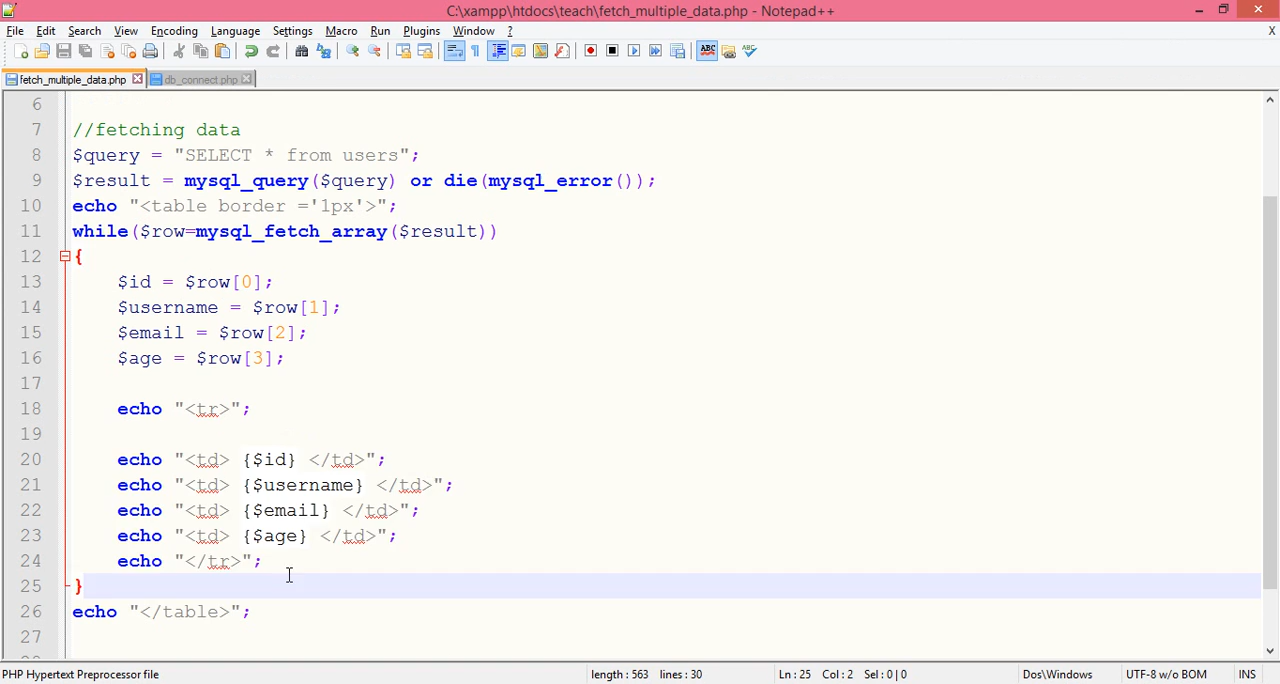 C:\xampp\htdocs\teach\fetch_multiple_data.php - Notepad++
File Edit Search View Encoding Language Settings Macro Run Plugins Window ? X
fetch_multiple_data.php db_connect.php
6
7 //fetching data
8 $query = "SELECT * from users";
9 $result = mysql_query($query) or die(mysql_error());
10 echo "<table border ='1px'>";
11 while($row=mysql_fetch_array($result))
12 {
13 $id = $row[0];
14 $username = $row[1];
15 $email = $row[2];
16 $age = $row[3];
17
18 echo "<tr>";
19
20 echo "<td> {$id} </td>";
21 echo "<td> {$username} </td>";
22 echo "<td> {$email} </td>";
23 echo "<td> {$age} </td>";
24 echo "</tr>";
25 }
26 echo "</table>";
27
PHP Hypertext Preprocessor file length : 563 lines : 30 Ln : 25 Col : 2 Sel : 0 | 0 Dos\Windows UTF-8 w/o BOM INS